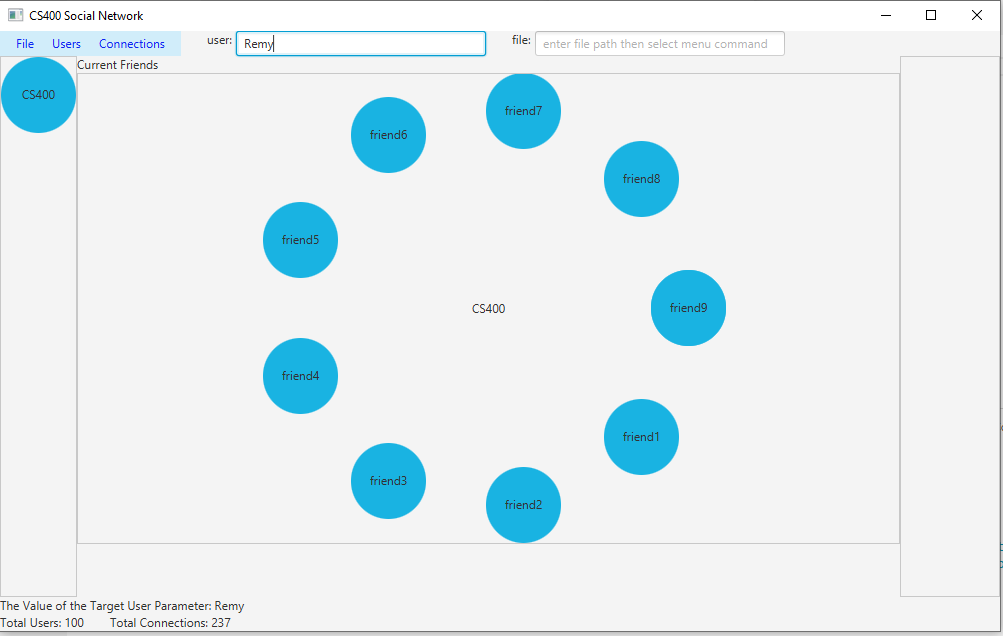 CS400 Social Network
File Users Connections user: Remy file: enter file path then select menu command
CS400
Current Friends
friend7
friend6
friend8
friend5
friend9
CS400
friend4
friend1
friend3
friend2
The Value of the Target User Parameter: Remy
Total Users: 100 Total Connections: 237